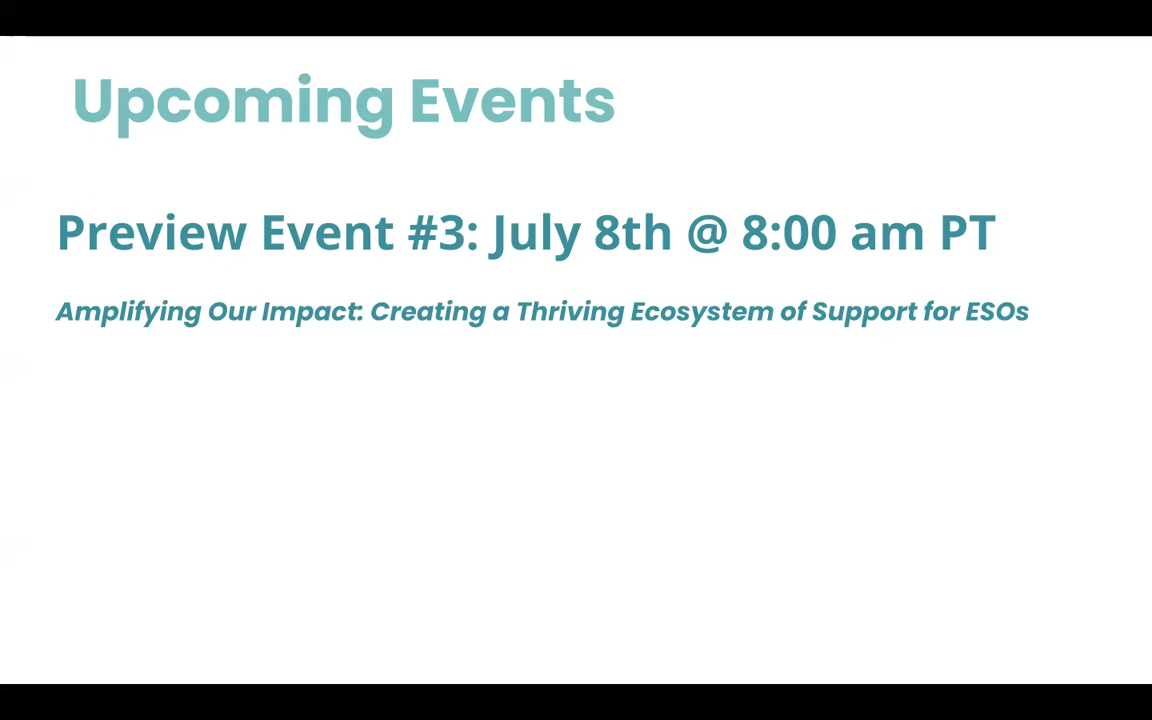 Upcoming Events
Preview Event #3: July 8th @ 8:00 am PT
Amplifying Our Impact: Creating a Thriving Ecosystem of Support for ESOs